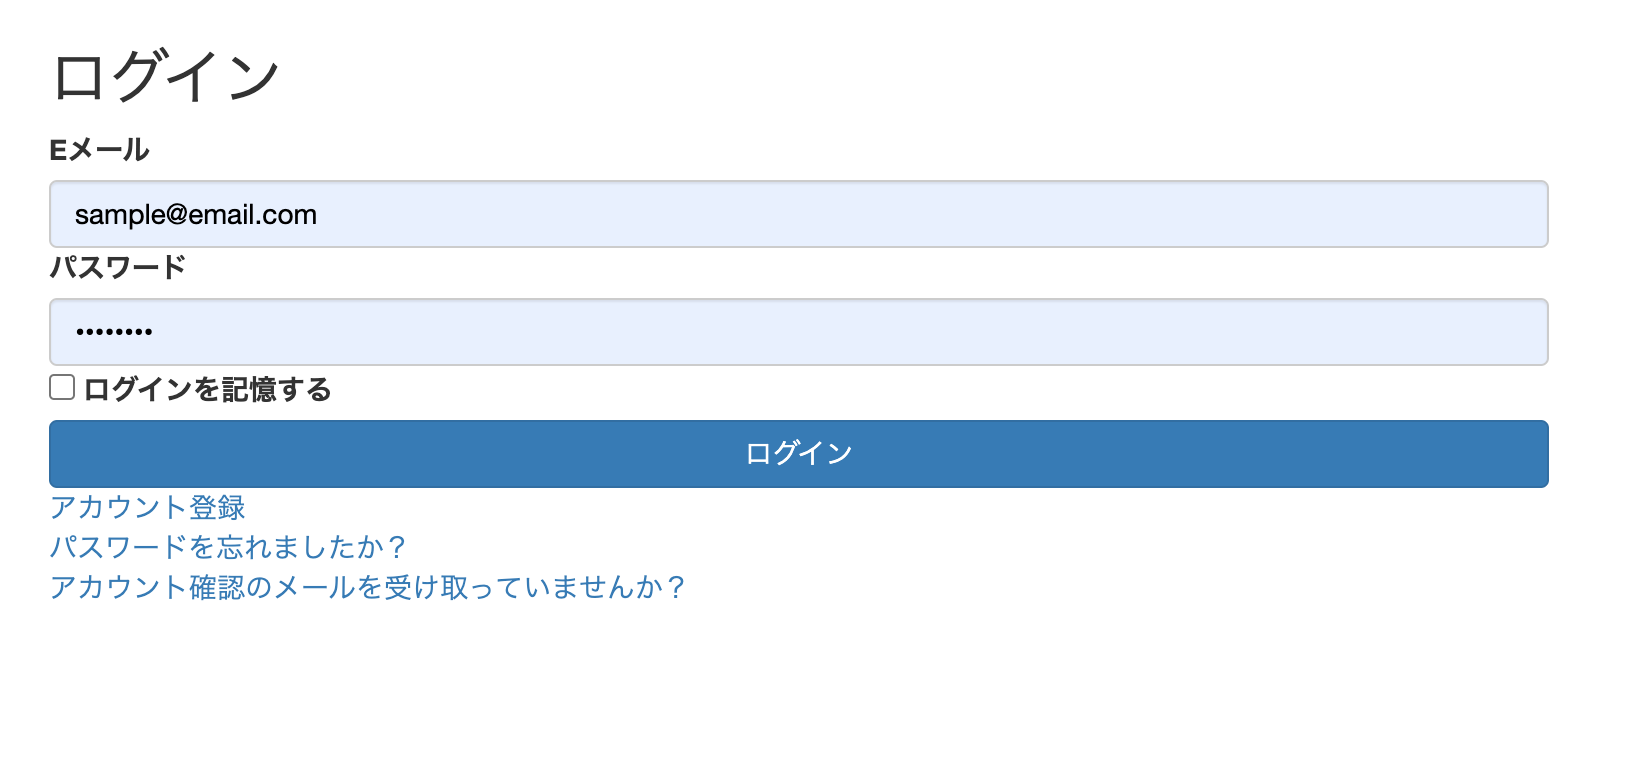 ログイン
Eメール
sample@email.com
パスワード
••••••••
ログインを記憶する
ログイン
アカウント登録
パスワードを忘れましたか？
アカウント確認のメールを受け取っていませんか？